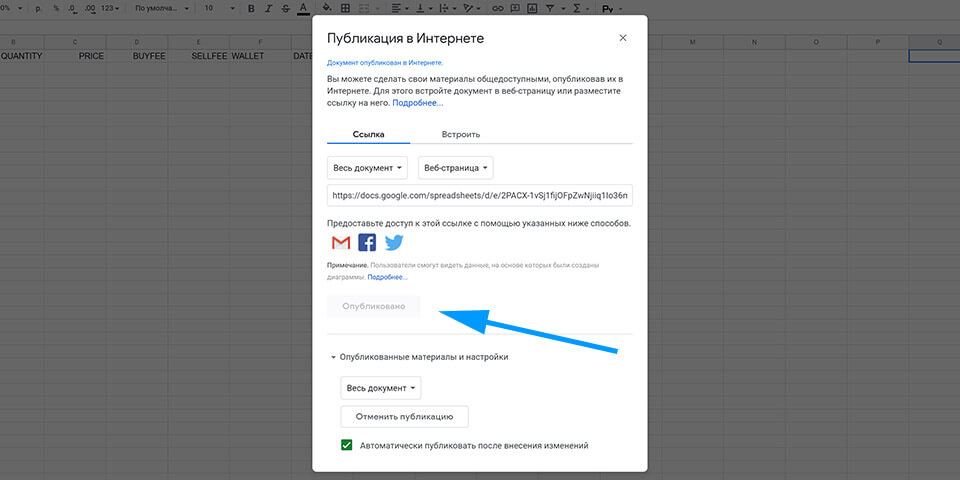 0% р. % .0 .00 123 По умолча... B I S A Ру
B C D E F G H I J K L M N O P Q
QUANTITY PRICE BUYFEE SELLFEE WALLET DATE
Публикация в Интернете
Документ опубликован в Интернете.
Вы можете сделать свои материалы общедоступными, опубликовав их в
Интернете. Для этого встройте документ в веб-страницу или разместите
ссылку на него. Подробнее...
Ссылка Встроить
Весь документ Веб-страница
https://docs.google.com/spreadsheets/d/e/2PACX-1vSj1fijOFpZwNjiiq1Io36n
Предоставьте доступ к этой ссылке с помощью указанных ниже способов.
Примечание. Пользователи смогут видеть данные, на основе которых были созданы
диаграммы. Подробнее...
Опубликовано
Опубликованные материалы и настройки
Весь документ
Отменить публикацию
Автоматически публиковать после внесения изменений